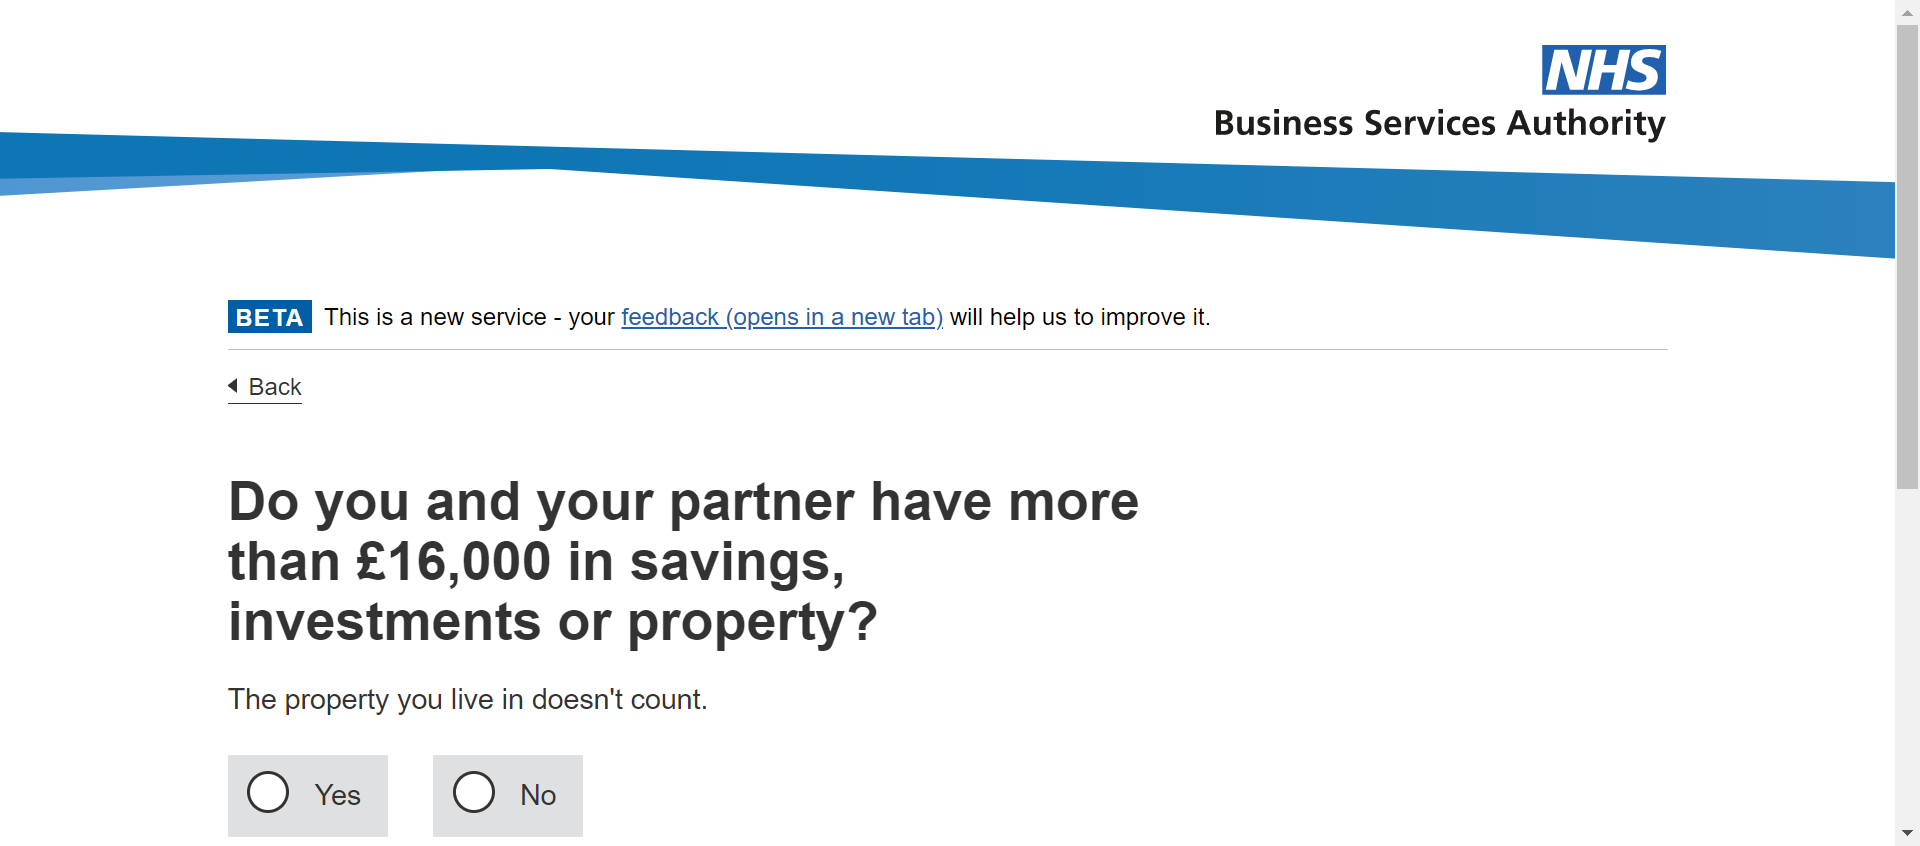 NHS
Business Services Authority
BETA This is a new service - your feedback (opens in a new tab) will help us to improve it.
Back
Do you and your partner have more
than £16,000 in savings,
investments or property?
The property you live in doesn't count.
Yes No